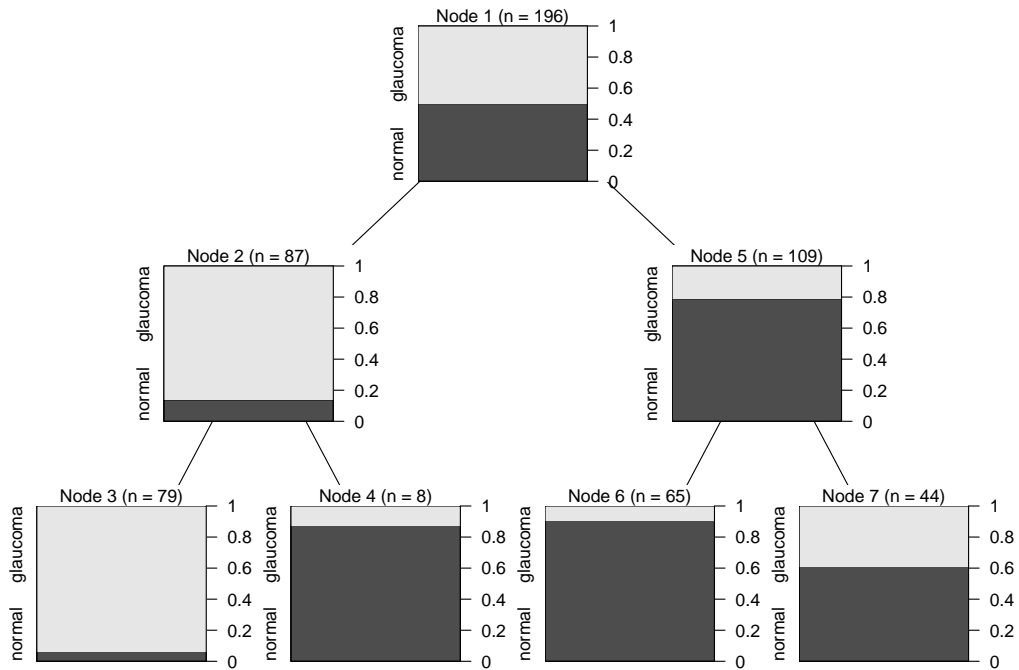 Node 1 (n = 196)
glaucoma
normal
1
0.8
0.6
0.4
0.2
0
Node 2 (n = 87)
glaucoma
normal
1
0.8
0.6
0.4
0.2
0
Node 5 (n = 109)
glaucoma
normal
1
0.8
0.6
0.4
0.2
0
Node 3 (n = 79)
glaucoma
normal
1
0.8
0.6
0.4
0.2
0
Node 4 (n = 8)
glaucoma
normal
1
0.8
0.6
0.4
0.2
0
Node 6 (n = 65)
glaucoma
normal
1
0.8
0.6
0.4
0.2
0
Node 7 (n = 44)
glaucoma
normal
1
0.8
0.6
0.4
0.2
0